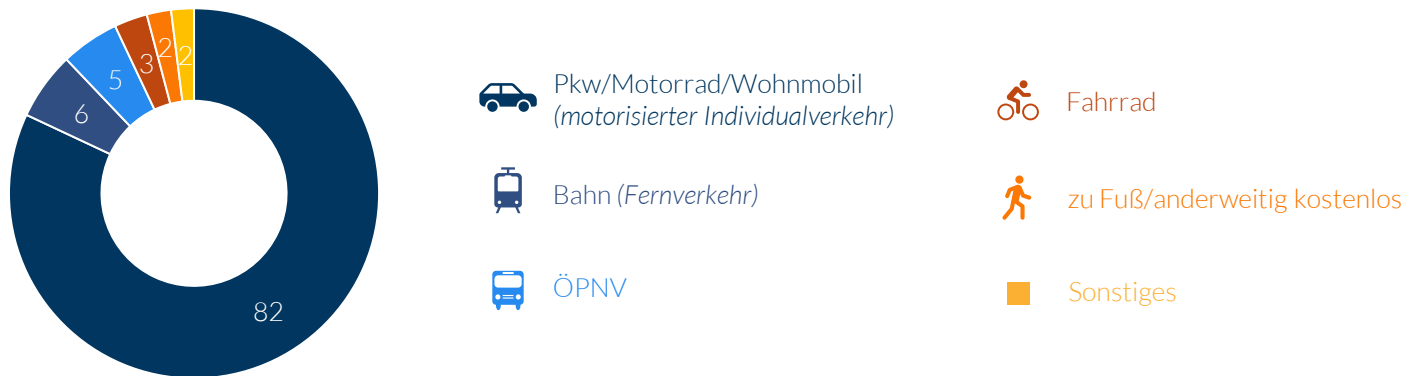 2
2
3
5
6
82
Pkw/Motorrad/Wohnmobil
(motorisierter Individualverkehr)
Bahn (Fernverkehr)
ÖPNV
Fahrrad
zu Fuß/anderweitig kostenlos
Sonstiges